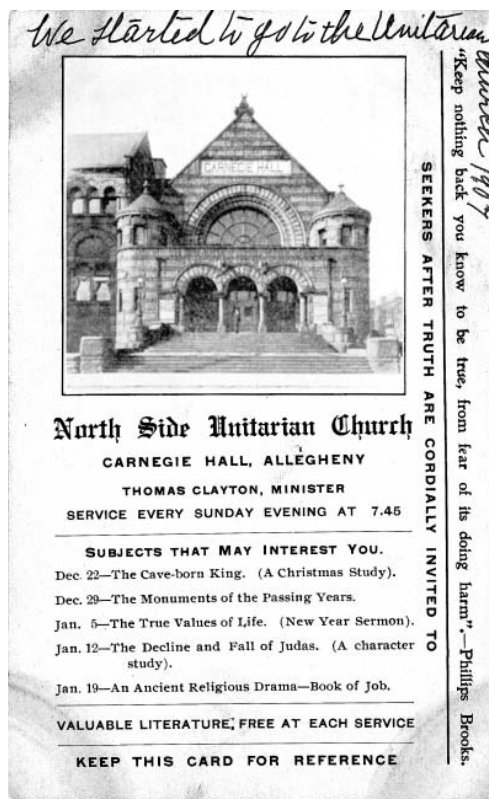 We started to go to the Unitarian
church 1907
CARNEGIE HALL
North Side Unitarian Church
CARNEGIE HALL, ALLEGHENY
THOMAS CLAYTON, MINISTER
SERVICE EVERY SUNDAY EVENING AT 7.45
SUBJECTS THAT MAY INTEREST YOU.
Dec. 22—The Cave-born King. (A Christmas Study).
Dec. 29—The Monuments of the Passing Years.
Jan. 5—The True Values of Life. (New Year Sermon).
Jan. 12—The Decline and Fall of Judas. (A character
study).
Jan. 19—An Ancient Religious Drama—Book of Job.
VALUABLE LITERATURE, FREE AT EACH SERVICE
KEEP THIS CARD FOR REFERENCE
SEEKERS AFTER TRUTH ARE CORDIALLY INVITED TO
"Keep nothing back you know to be true, from fear of its doing harm".—Phillips Brooks.